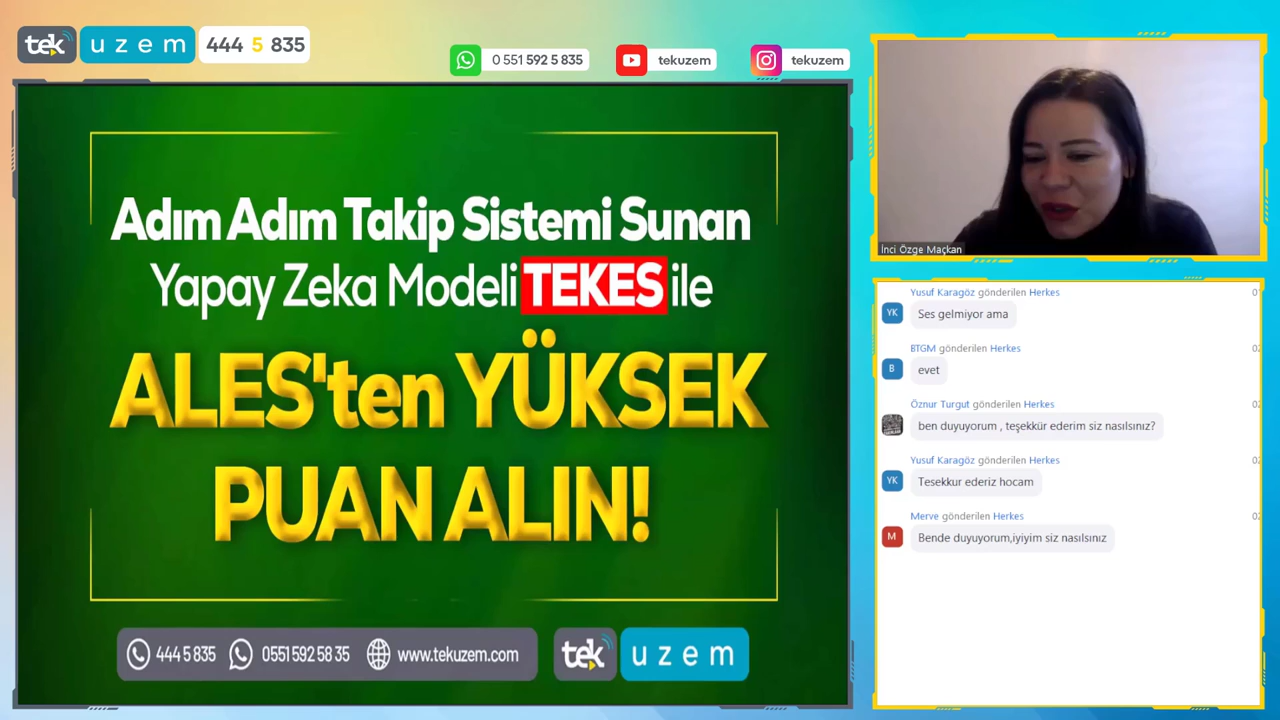 tek uzem 444 5 835
0 551 592 5 835
tekuzem
tekuzem
Adım Adım Takip Sistemi Sunan
Yapay Zeka Modeli TEKES ile
ALES'ten YÜKSEK
PUAN ALIN!
444 5 835 0551 592 58 35 www.tekuzem.com tek uzem
İnci Özge Maçkan
Yusuf Karagöz gönderilen Herkes
YK Ses gelmiyor ama
BTGM gönderilen Herkes
B evet
Öznur Turgut gönderilen Herkes
ben duyuyorum , teşekkür ederim siz nasılsınız?
Yusuf Karagöz gönderilen Herkes
YK Tesekkur ederiz hocam
Merve gönderilen Herkes
M Bende duyuyorum,iyiyim siz nasılsınız